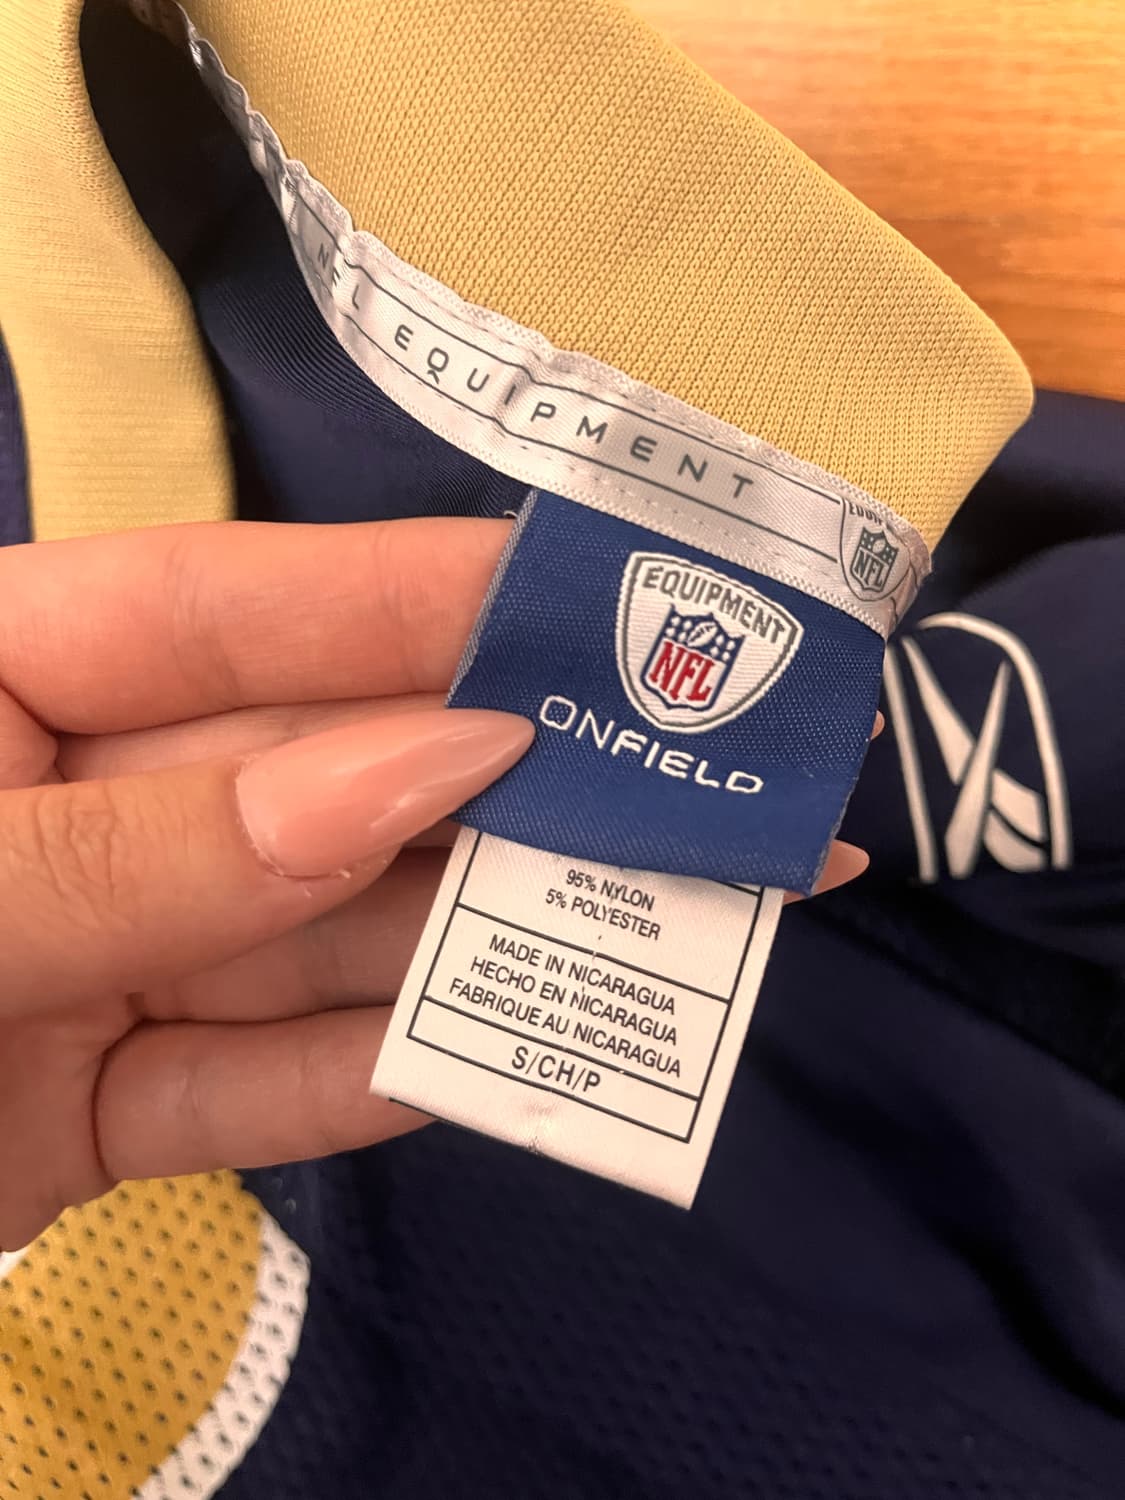 NFL EQUIPMENT
EQUIP
NFL
EQUIPMENT
NFL
ONFIELD
95% NYLON
5% POLYESTER
MADE IN NICARAGUA
HECHO EN NICARAGUA
FABRIQUE AU NICARAGUA
S/CH/P